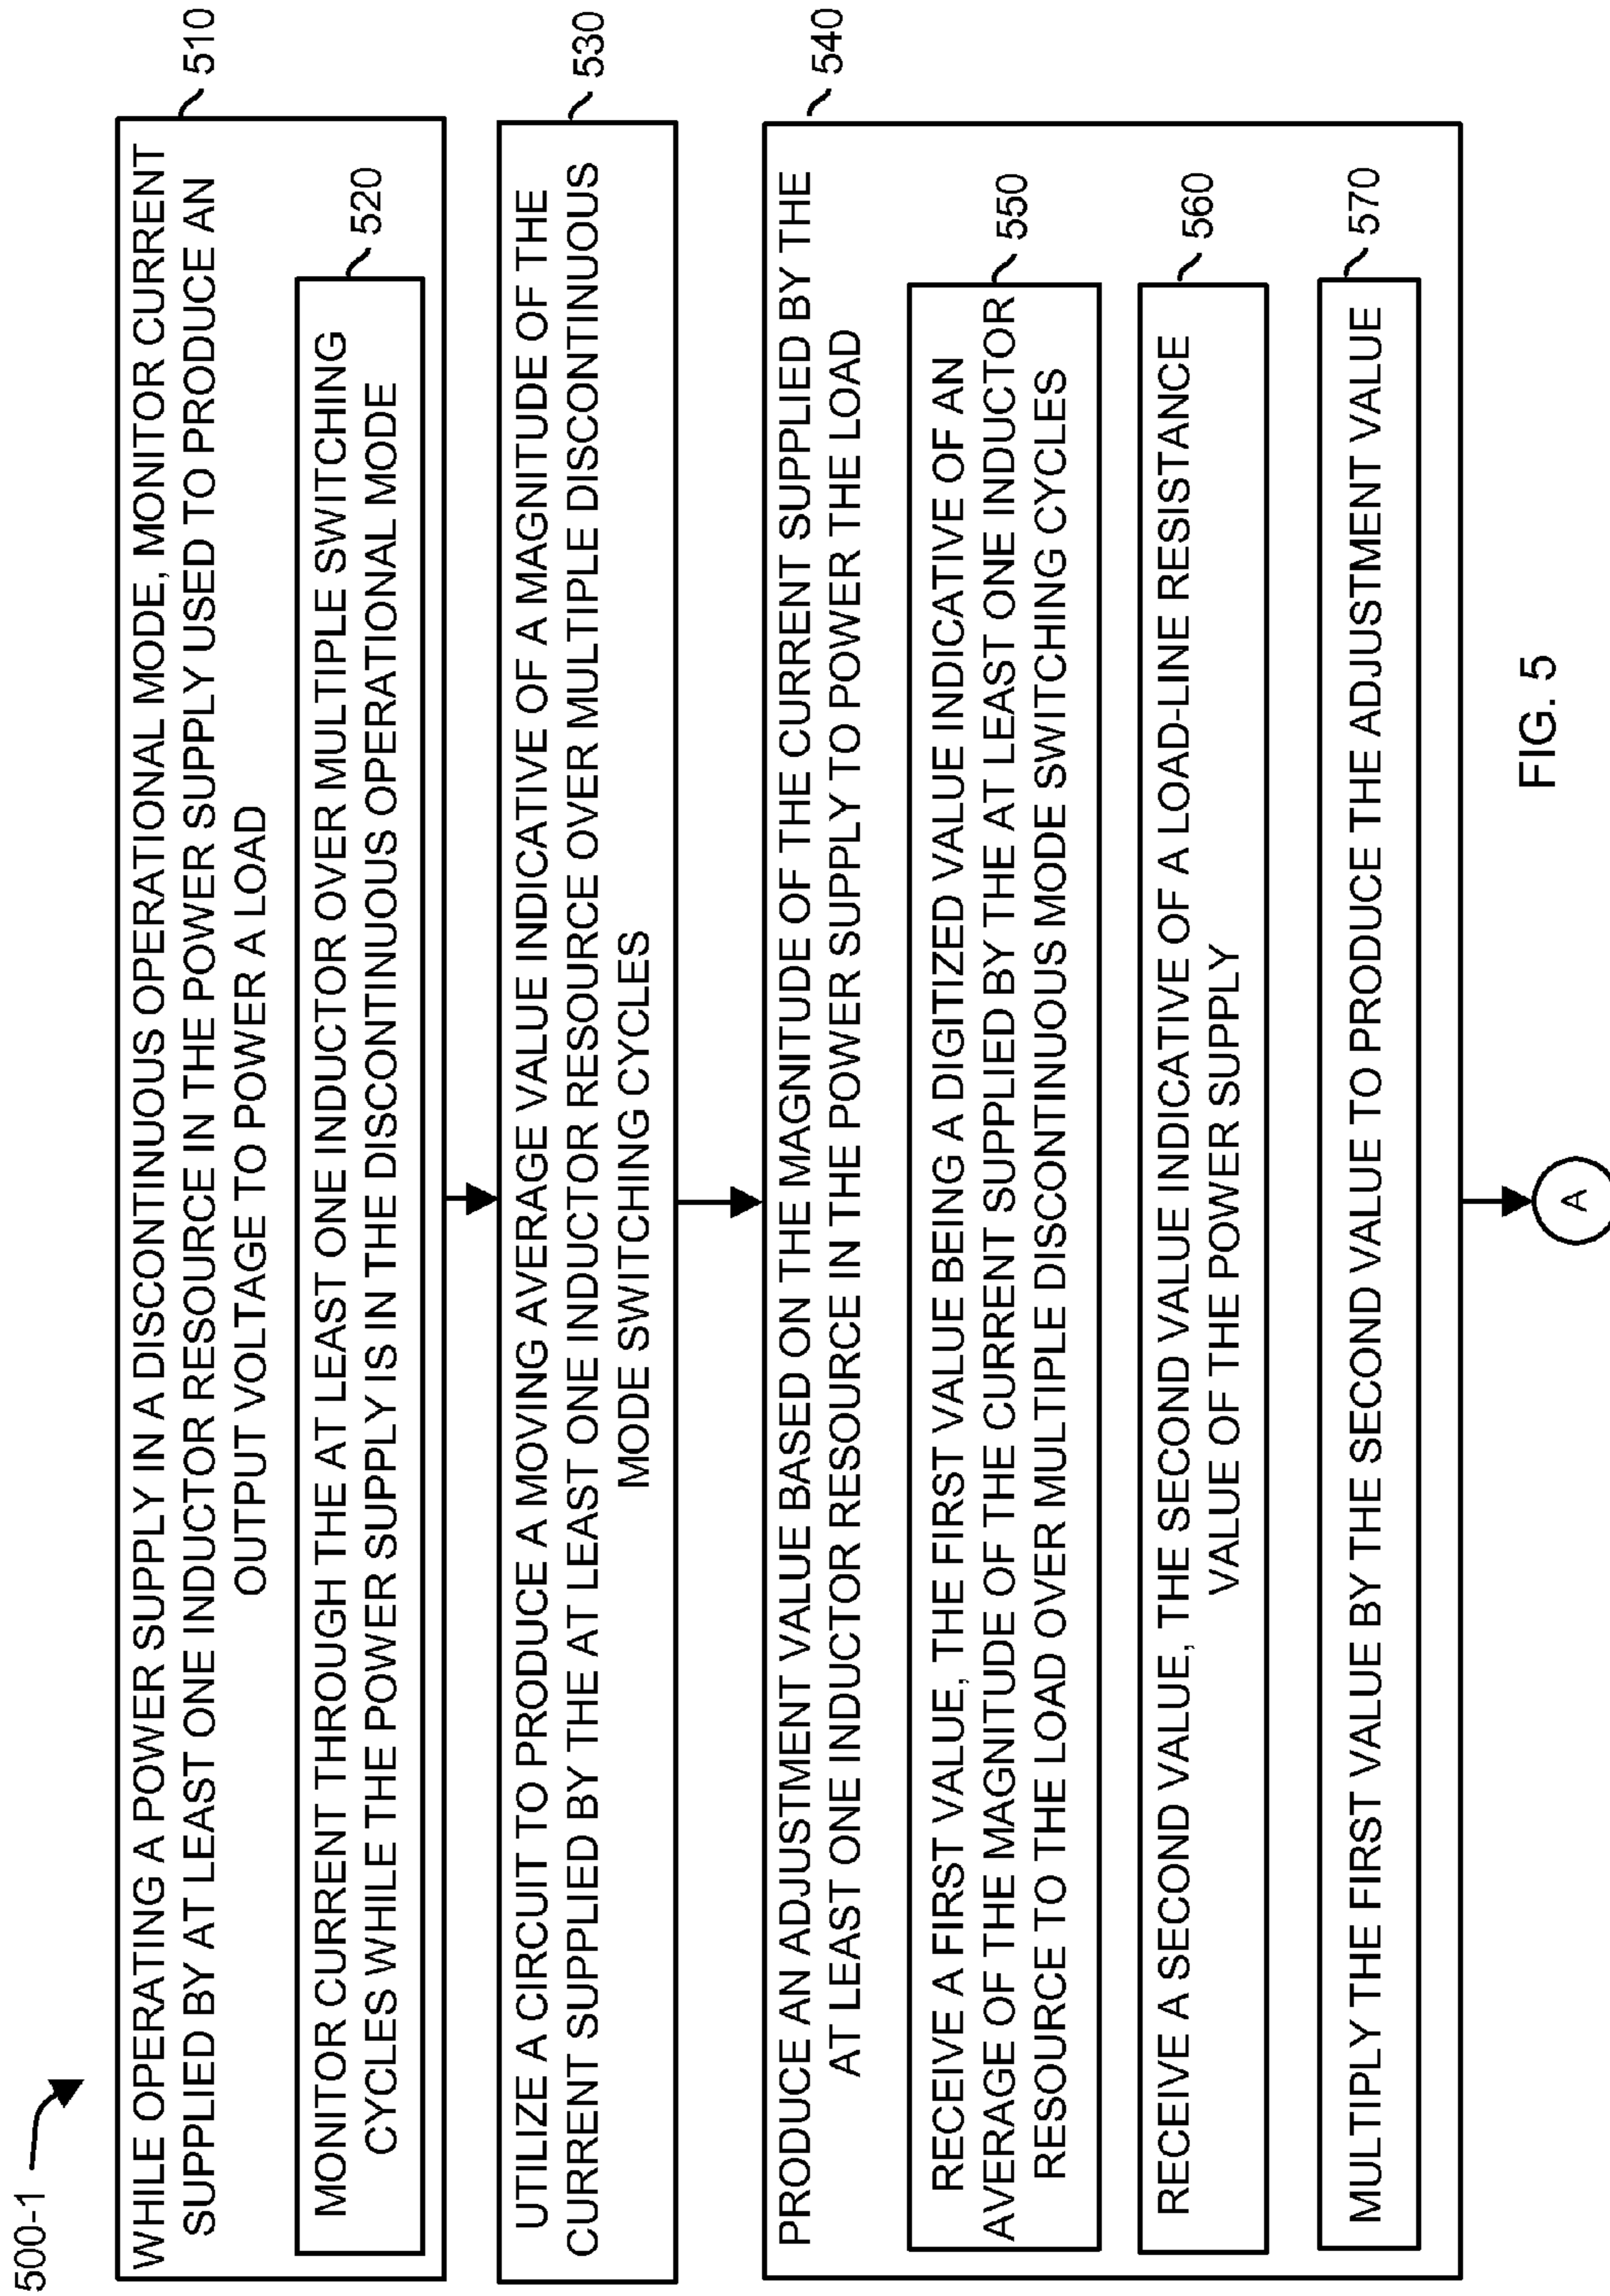 500-1
WHILE OPERATING A POWER SUPPLY IN A DISCONTINUOUS OPERATIONAL MODE, MONITOR CURRENT
SUPPLIED BY AT LEAST ONE INDUCTOR RESOURCE IN THE POWER SUPPLY USED TO PRODUCE AN
OUTPUT VOLTAGE TO POWER A LOAD
510
MONITOR CURRENT THROUGH THE AT LEAST ONE INDUCTOR OVER MULTIPLE SWITCHING
CYCLES WHILE THE POWER SUPPLY IS IN THE DISCONTINUOUS OPERATIONAL MODE
520
UTILIZE A CIRCUIT TO PRODUCE A MOVING AVERAGE VALUE INDICATIVE OF A MAGNITUDE OF THE
CURRENT SUPPLIED BY THE AT LEAST ONE INDUCTOR RESOURCE OVER MULTIPLE DISCONTINUOUS
MODE SWITCHING CYCLES
530
PRODUCE AN ADJUSTMENT VALUE BASED ON THE MAGNITUDE OF THE CURRENT SUPPLIED BY THE
AT LEAST ONE INDUCTOR RESOURCE IN THE POWER SUPPLY TO POWER THE LOAD
540
RECEIVE A FIRST VALUE, THE FIRST VALUE BEING A DIGITIZED VALUE INDICATIVE OF AN
AVERAGE OF THE MAGNITUDE OF THE CURRENT SUPPLIED BY THE AT LEAST ONE INDUCTOR
RESOURCE TO THE LOAD OVER MULTIPLE DISCONTINUOUS MODE SWITCHING CYCLES
550
RECEIVE A SECOND VALUE, THE SECOND VALUE INDICATIVE OF A LOAD-LINE RESISTANCE
VALUE OF THE POWER SUPPLY
560
MULTIPLY THE FIRST VALUE BY THE SECOND VALUE TO PRODUCE THE ADJUSTMENT VALUE
570
A
FIG. 5